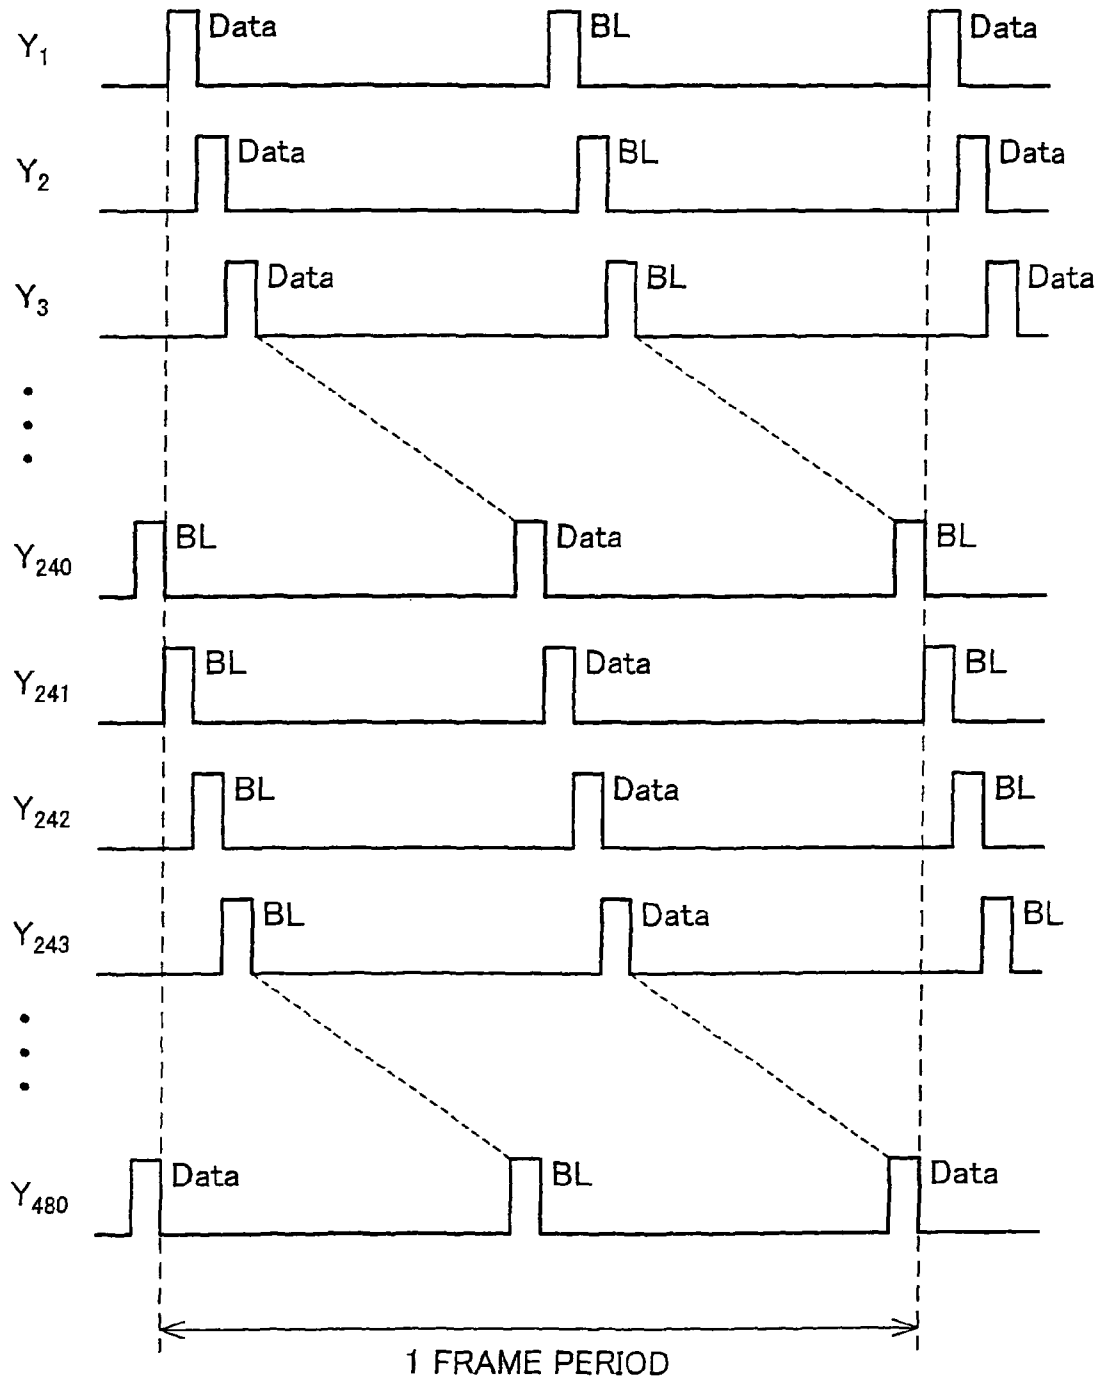 Y1 Data BL Data
Y2 Data BL Data
Y3 Data BL Data
Y240 BL Data BL
Y241 BL Data BL
Y242 BL Data BL
Y243 BL Data BL
Y480 Data BL Data
1 FRAME PERIOD